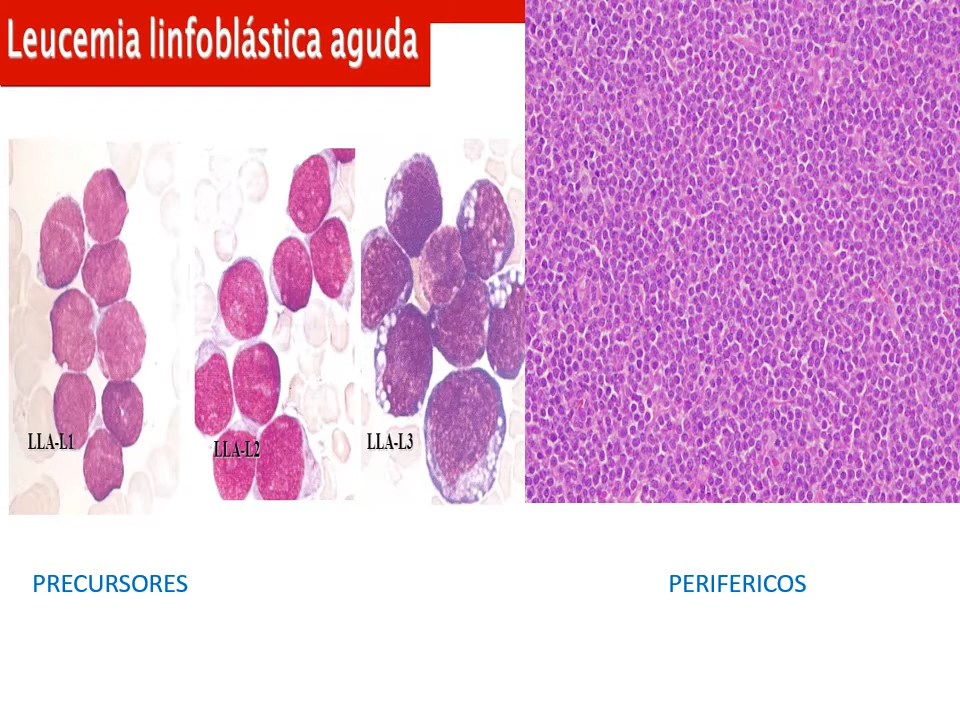 Leucemia linfoblástica aguda
LLA-L1
LLA-L2
LLA-L3
PRECURSORES
PERIFERICOS